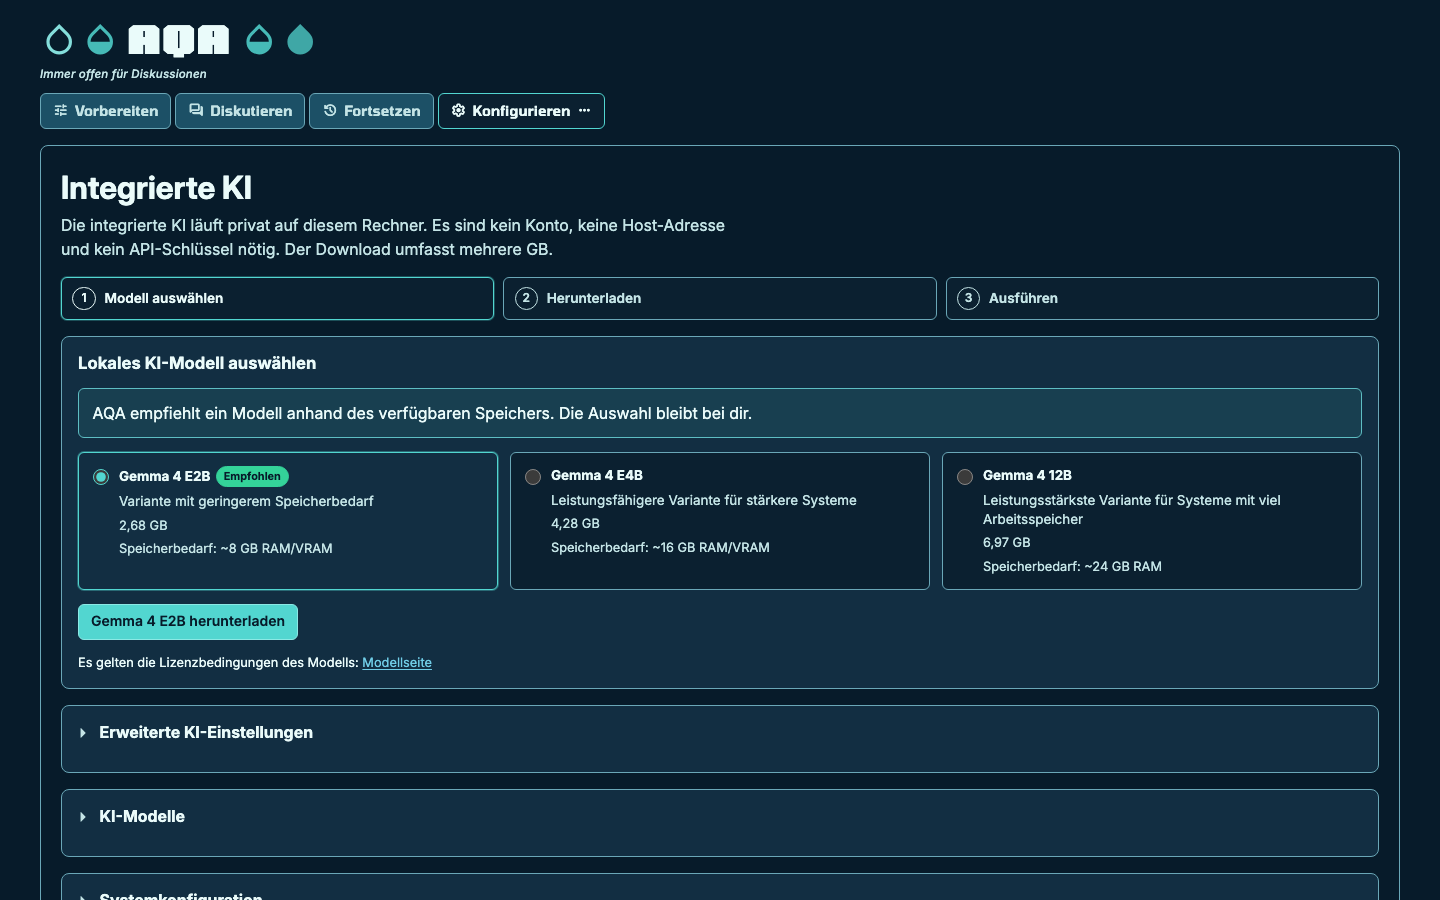 AQA
Immer offen für Diskussionen
Vorbereiten
Diskutieren
Fortsetzen
Konfigurieren ···
Integrierte KI
Die integrierte KI läuft privat auf diesem Rechner. Es sind kein Konto, keine Host-Adresse
und kein API-Schlüssel nötig. Der Download umfasst mehrere GB.
1 Modell auswählen
2 Herunterladen
3 Ausführen
Lokales KI-Modell auswählen
AQA empfiehlt ein Modell anhand des verfügbaren Speichers. Die Auswahl bleibt bei dir.
Gemma 4 E2B Empfohlen
Variante mit geringerem Speicherbedarf
2,68 GB
Speicherbedarf: ~8 GB RAM/VRAM
Gemma 4 E4B
Leistungsfähigere Variante für stärkere Systeme
4,28 GB
Speicherbedarf: ~16 GB RAM/VRAM
Gemma 4 12B
Leistungsstärkste Variante für Systeme mit viel
Arbeitsspeicher
6,97 GB
Speicherbedarf: ~24 GB RAM
Gemma 4 E2B herunterladen
Es gelten die Lizenzbedingungen des Modells: Modellseite
Erweiterte KI-Einstellungen
KI-Modelle
Systemkonfiguration